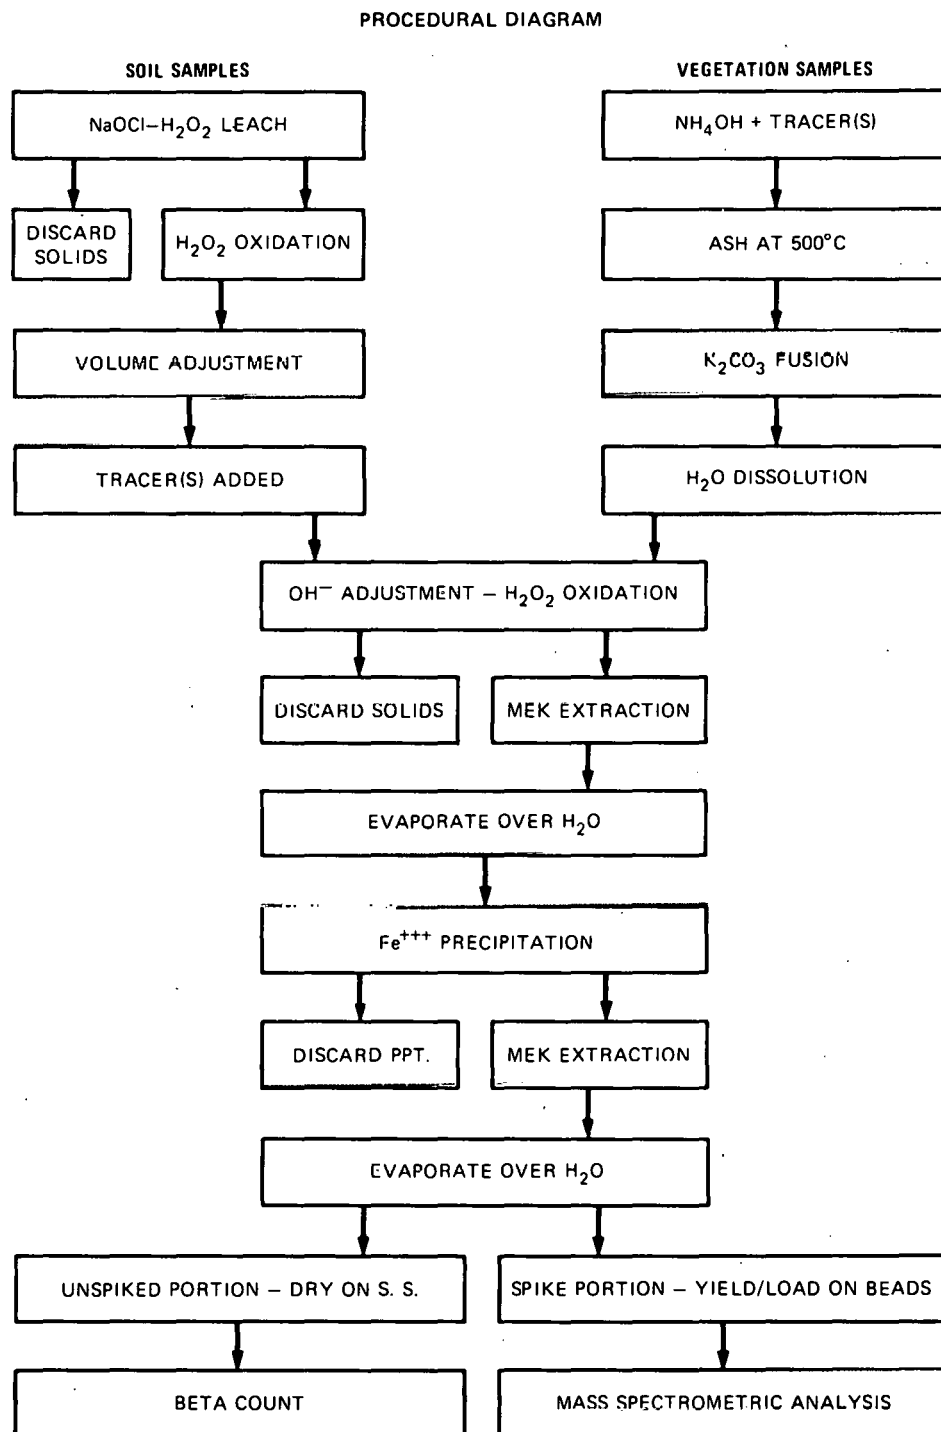 PROCEDURAL DIAGRAM
SOIL SAMPLES
NaOCl–H₂O₂ LEACH
DISCARD
SOLIDS
H₂O₂ OXIDATION
VOLUME ADJUSTMENT
TRACER(S) ADDED
VEGETATION SAMPLES
NH₄OH + TRACER(S)
ASH AT 500°C
K₂CO₃ FUSION
H₂O DISSOLUTION
OH⁻ ADJUSTMENT – H₂O₂ OXIDATION
DISCARD SOLIDS
MEK EXTRACTION
EVAPORATE OVER H₂O
Fe⁺⁺⁺ PRECIPITATION
DISCARD PPT.
MEK EXTRACTION
EVAPORATE OVER H₂O
UNSPIKED PORTION – DRY ON S. S.
BETA COUNT
SPIKE PORTION – YIELD/LOAD ON BEADS
MASS SPECTROMETRIC ANALYSIS